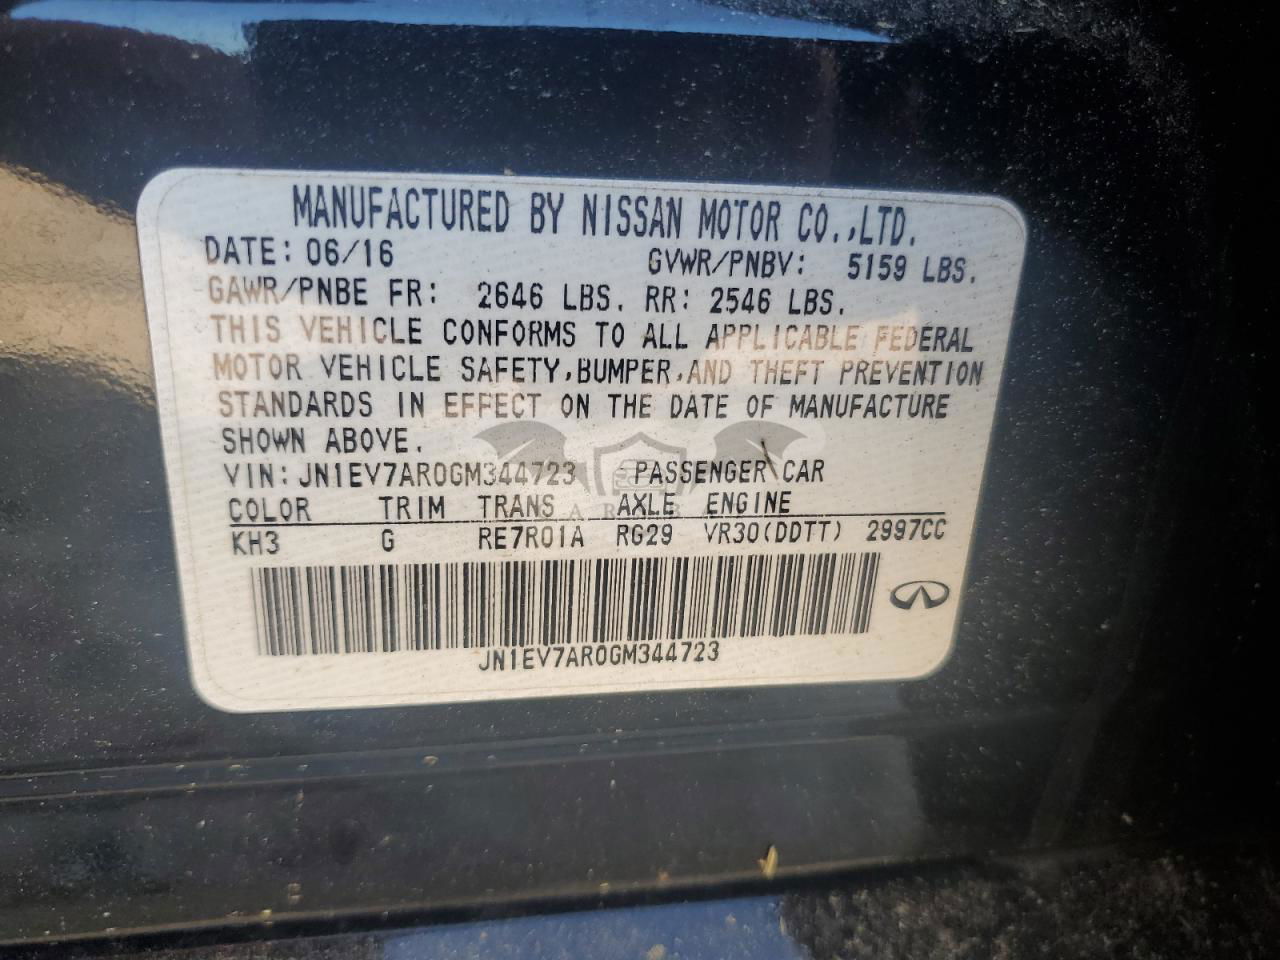 MANUFACTURED BY NISSAN MOTOR CO.,LTD.
DATE: 06/16 GVWR/PNBV: 5159 LBS.
GAWR/PNBE FR: 2646 LBS. RR: 2546 LBS.
THIS VEHICLE CONFORMS TO ALL APPLICABLE FEDERAL
MOTOR VEHICLE SAFETY,BUMPER,AND THEFT PREVENTION
STANDARDS IN EFFECT ON THE DATE OF MANUFACTURE
SHOWN ABOVE.
VIN:JN1EV7AR0GM344723 PASSENGER CAR
COLOR TRIM TRANS AXLE ENGINE
KH3 G RE7R01A RG29 VR30(DDTT) 2997CC
JN1EV7AR0GM344723